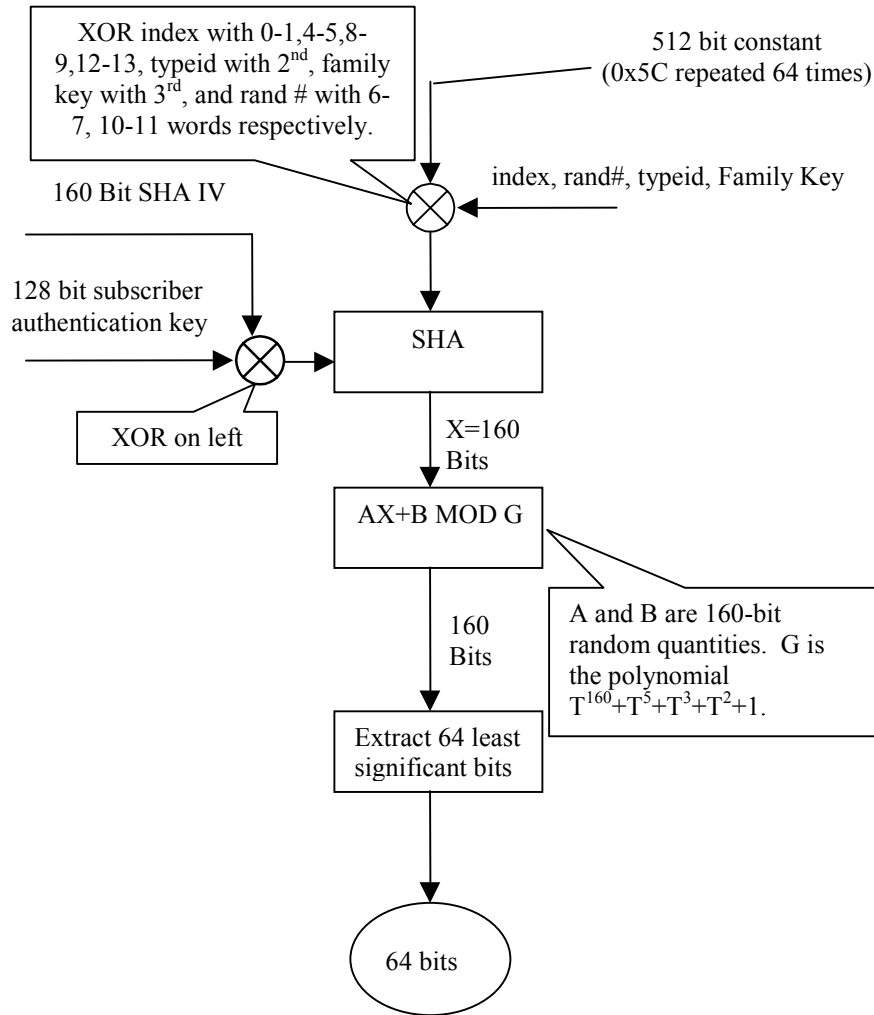 XOR index with 0-1,4-5,8-
9,12-13, typeid with 2nd, family
key with 3rd, and rand # with 6-
7, 10-11 words respectively.
512 bit constant
(0x5C repeated 64 times)
index, rand#, typeid, Family Key
160 Bit SHA IV
128 bit subscriber
authentication key
SHA
XOR on left
X=160
Bits
AX+B MOD G
160
Bits
A and B are 160-bit
random quantities. G is
the polynomial
T160+T5+T3+T2+1.
Extract 64 least
significant bits
64 bits